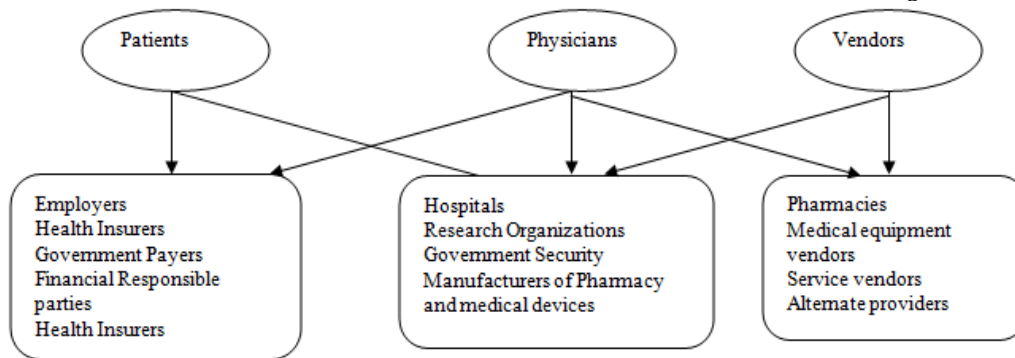 Patients
Physicians
Vendors
Employers
Health Insurers
Government Payers
Financial Responsible
parties
Health Insurers
Hospitals
Research Organizations
Government Security
Manufacturers of Pharmacy
and medical devices
Pharmacies
Medical equipment
vendors
Service vendors
Alternate providers